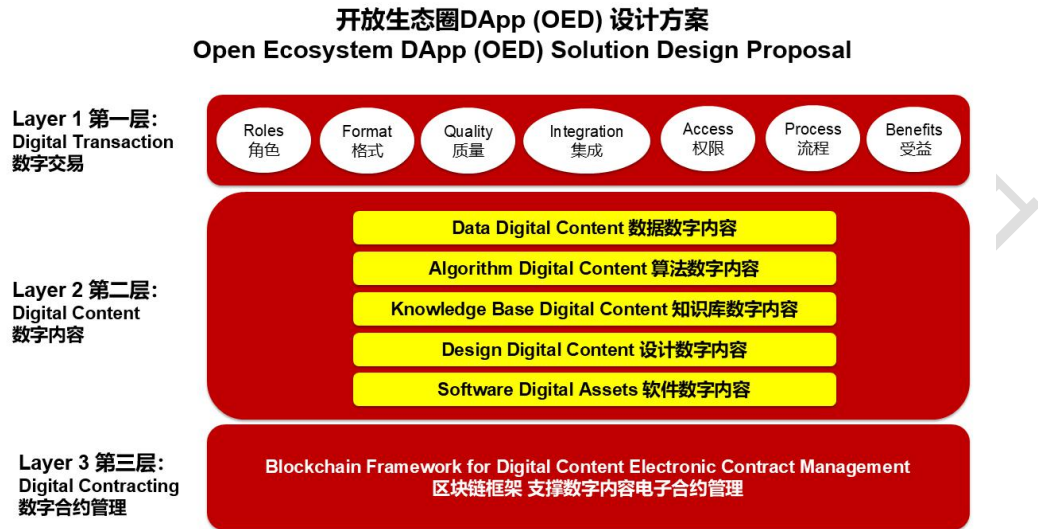 开放生态圈DApp (OED) 设计方案
Open Ecosystem DApp (OED) Solution Design Proposal
Layer 1 第一层:
Digital Transaction
数字交易
Roles
角色
Format
格式
Quality
质量
Integration
集成
Access
权限
Process
流程
Benefits
受益
Layer 2 第二层:
Digital Content
数字内容
Data Digital Content 数据数字内容
Algorithm Digital Content 算法数字内容
Knowledge Base Digital Content 知识库数字内容
Design Digital Content 设计数字内容
Software Digital Assets 软件数字内容
Layer 3 第三层:
Digital Contracting
数字合约管理
Blockchain Framework for Digital Content Electronic Contract Management
区块链框架 支撑数字内容电子合约管理